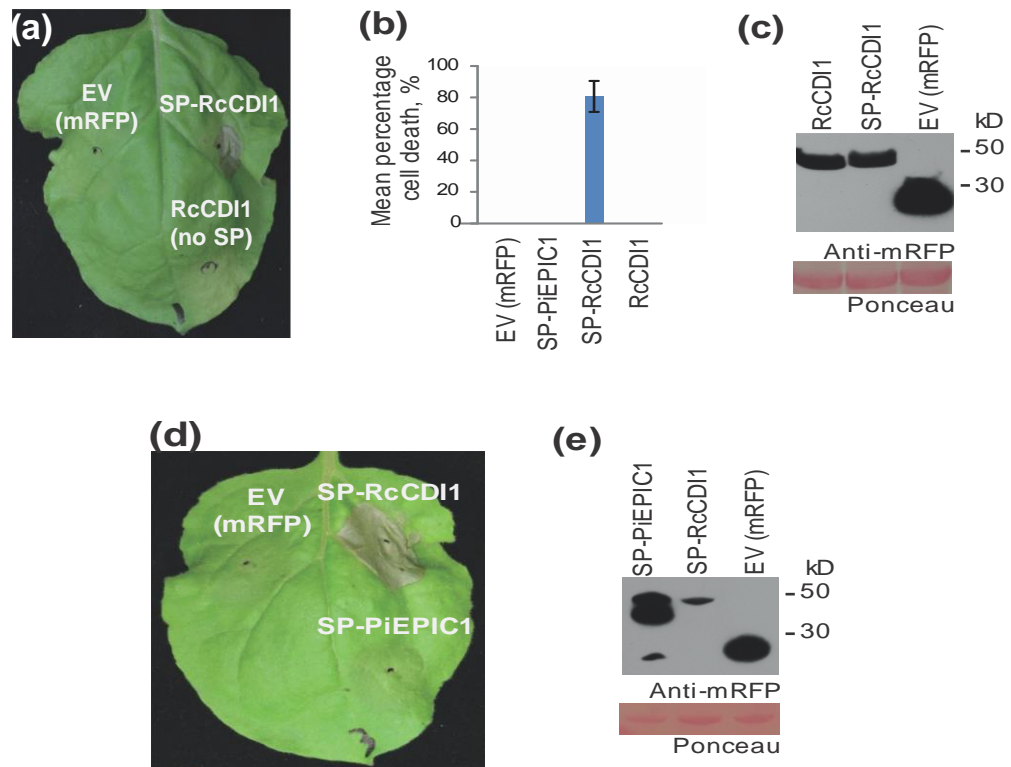 (a)
EV
(mRFP)
SP-RcCDI1
RcCDI1
(no SP)
(b)
Mean percentage
cell death, %
100
80
60
40
20
0
EV (mRFP)
SP-PiEPIC1
SP-RcCDI1
RcCDI1
(c)
RcCDI1
SP-RcCDI1
EV (mRFP)
kD
- 50
- 30
Anti-mRFP
Ponceau
(d)
EV
(mRFP)
SP-RcCDI1
SP-PiEPIC1
(e)
SP-PiEPIC1
SP-RcCDI1
EV (mRFP)
kD
- 50
- 30
Anti-mRFP
Ponceau